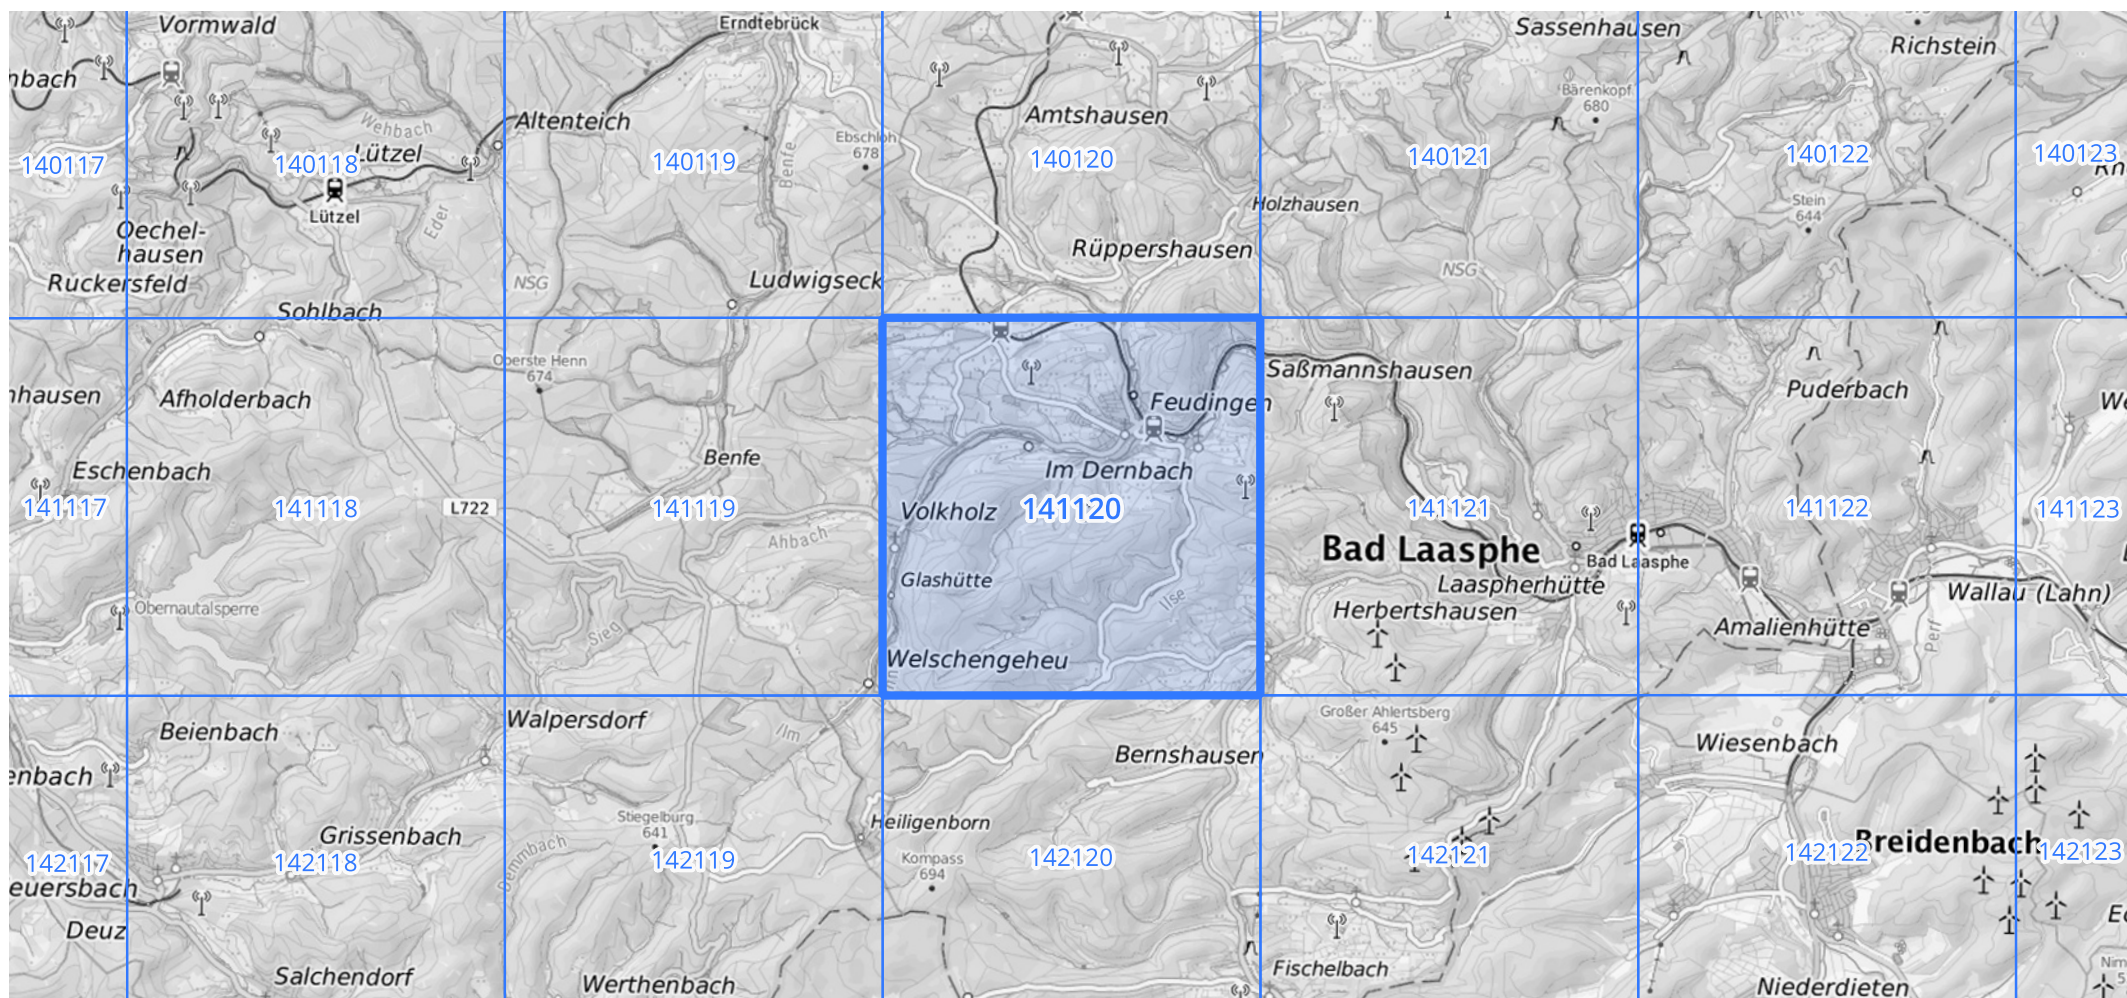 Vormwald
Erndtebrück
Sassenhausen
Richstein
nbach
Altenteich
Wehbach
Lützel
Amtshausen
Bärenkopf
680
Ebschloh
678
Benfe
140117
140118
140119
140120
140121
140122
140123
Lützel
Eder
Oechel-
hausen
Holzhausen
Stein
644
Ruckersfeld
NSG
Ludwigseck
Rüppershausen
NSG
Sohlbach
Oberste Henn
674
Saßmannshausen
Puderbach
nhausen
Afholderbach
Feudingen
Eschenbach
Benfe
Im Dernbach
141117
141118
L722
141119
Volkholz
141120
141121
141122
141123
Ahbach
Bad Laasphe
Bad Laasphe
Glashütte
Laaspherhütte
Wallau (Lahn)
Obernautalsperre
Ilse
Herbertshausen
Amalienhütte
Perf
Sieg
Welschengeheu
Beienbach
Walpersdorf
Ilm
Großer Ahlertsberg
645
Wiesenbach
Bernshausen
enbach
Stiegelburg
641
Heiligenborn
Grissenbach
Breidenbach
142117
142118
142119
Kompass
694
142120
142121
142122
142123
euersbach
Deuz
Salchendorf
Werthenbach
Fischelbach
Niederdieten